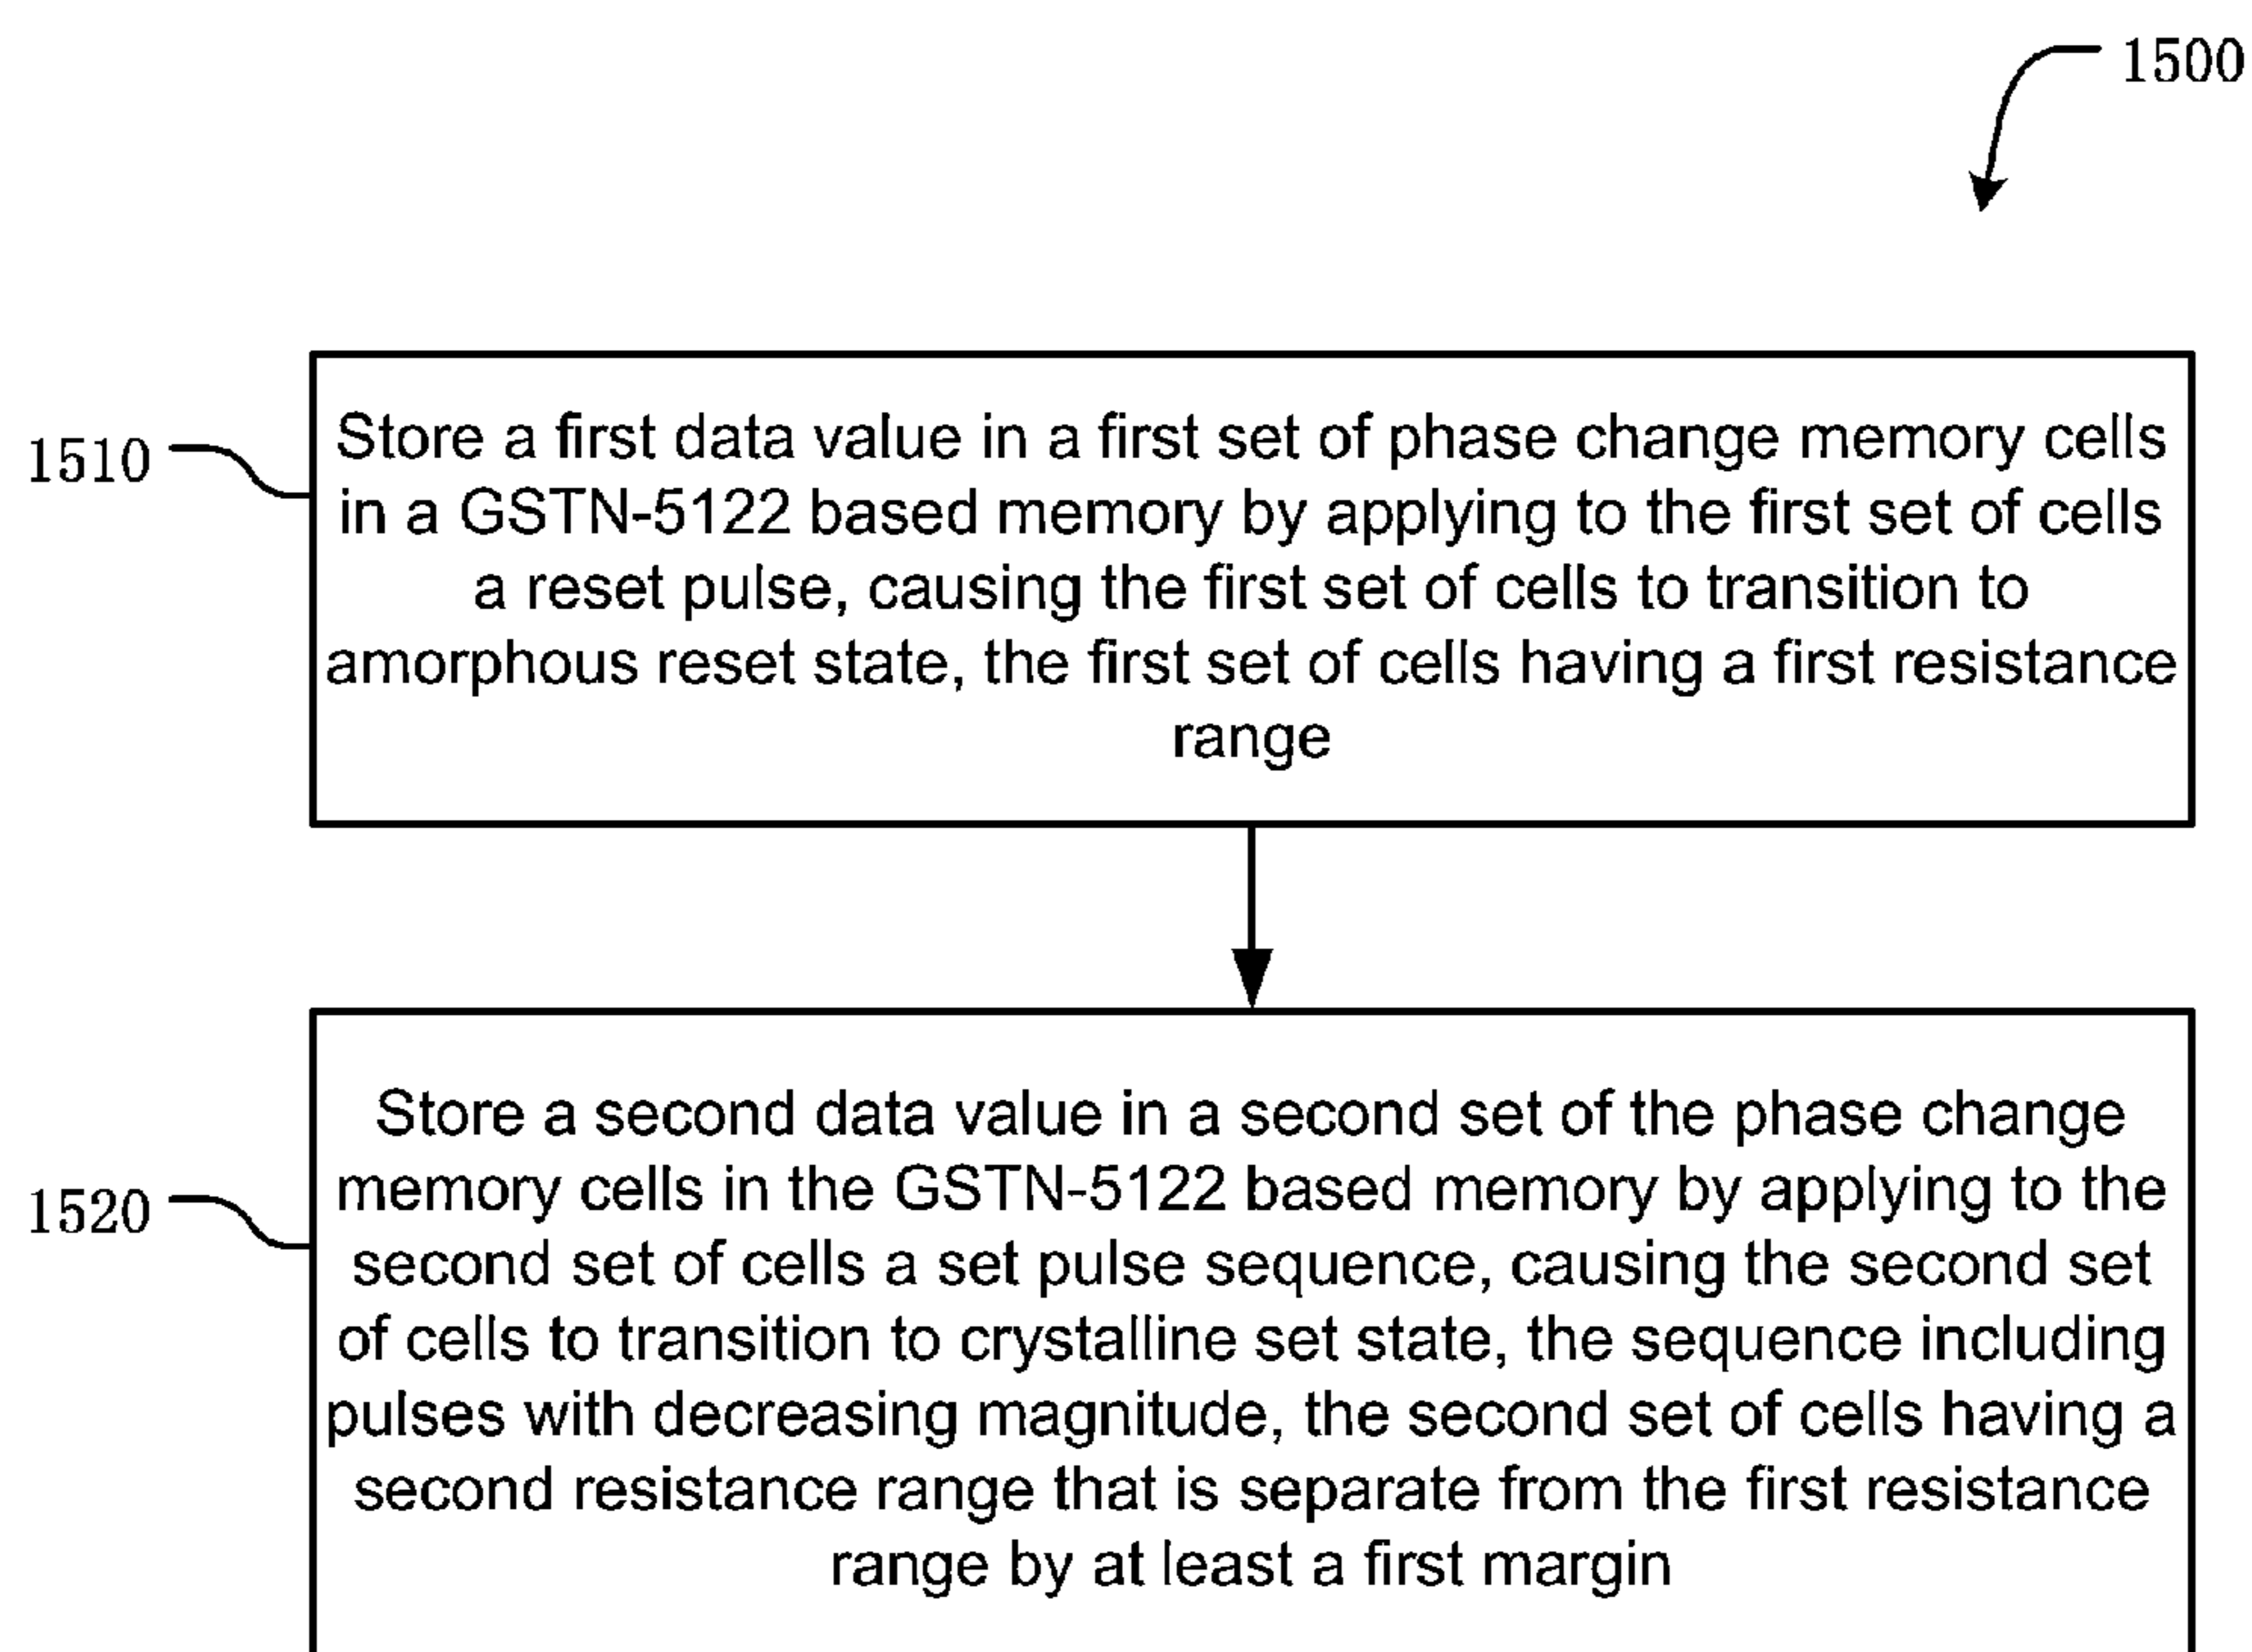 1500
1510
Store a first data value in a first set of phase change memory cells
in a GSTN-5122 based memory by applying to the first set of cells
a reset pulse, causing the first set of cells to transition to
amorphous reset state, the first set of cells having a first resistance
range
1520
Store a second data value in a second set of the phase change
memory cells in the GSTN-5122 based memory by applying to the
second set of cells a set pulse sequence, causing the second set
of cells to transition to crystalline set state, the sequence including
pulses with decreasing magnitude, the second set of cells having a
second resistance range that is separate from the first resistance
range by at least a first margin